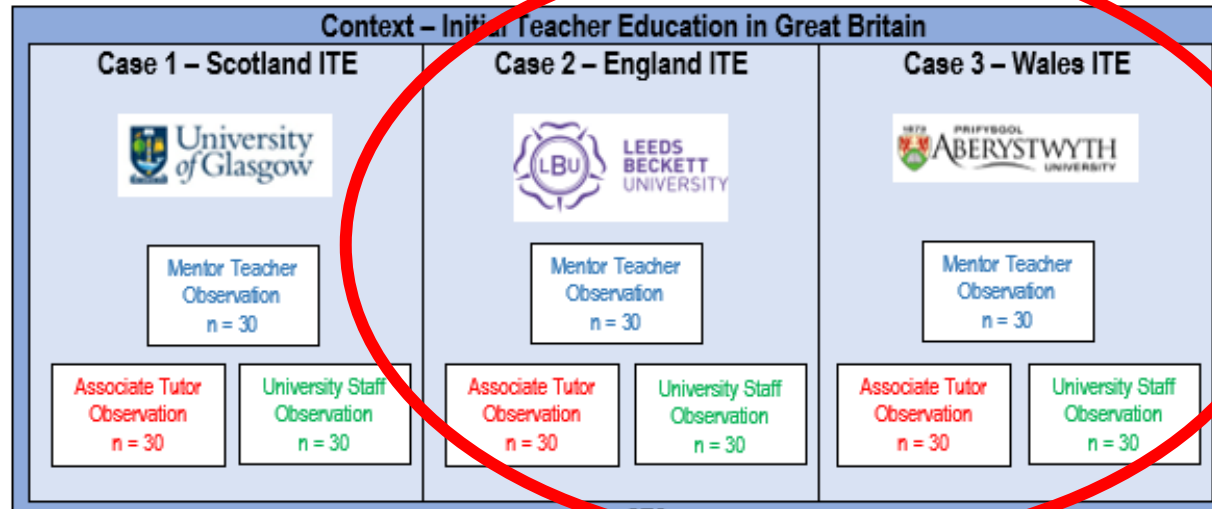 Context – Initial Teacher Education in Great Britain
Case 1 – Scotland ITE
University
of Glasgow
Mentor Teacher
Observation
n = 30
Associate Tutor
Observation
n = 30
University Staff
Observation
n = 30
Case 2 – England ITE
LBU
LEEDS
BECKETT
UNIVERSITY
Mentor Teacher
Observation
n = 30
Associate Tutor
Observation
n = 30
University Staff
Observation
n = 30
Case 3 – Wales ITE
1872
PRIFYSGOL
ABERYSTWYTH
UNIVERSITY
Mentor Teacher
Observation
n = 30
Associate Tutor
Observation
n = 30
University Staff
Observation
n = 30